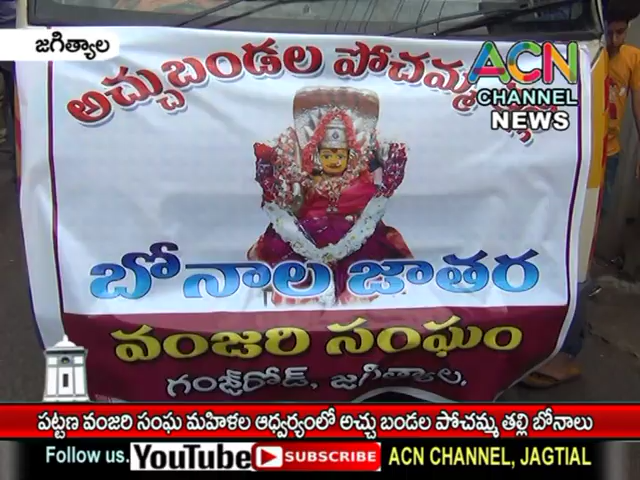 జగిత్యాల
అచ్చుబండల పోచమ్మ
ACN
CHANNEL
NEWS
బోనాల జాతర
వంజరి సంఘం
గంజ్‌రోడ్, జగిత్యాల.
పట్టణ వంజరి సంఘ మహిళల ఆధ్వర్యంలో అచ్చు బండల పోచమ్మ తల్లి బోనాలు
Follow us. YouTube SUBSCRIBE ACN CHANNEL, JAGTIAL